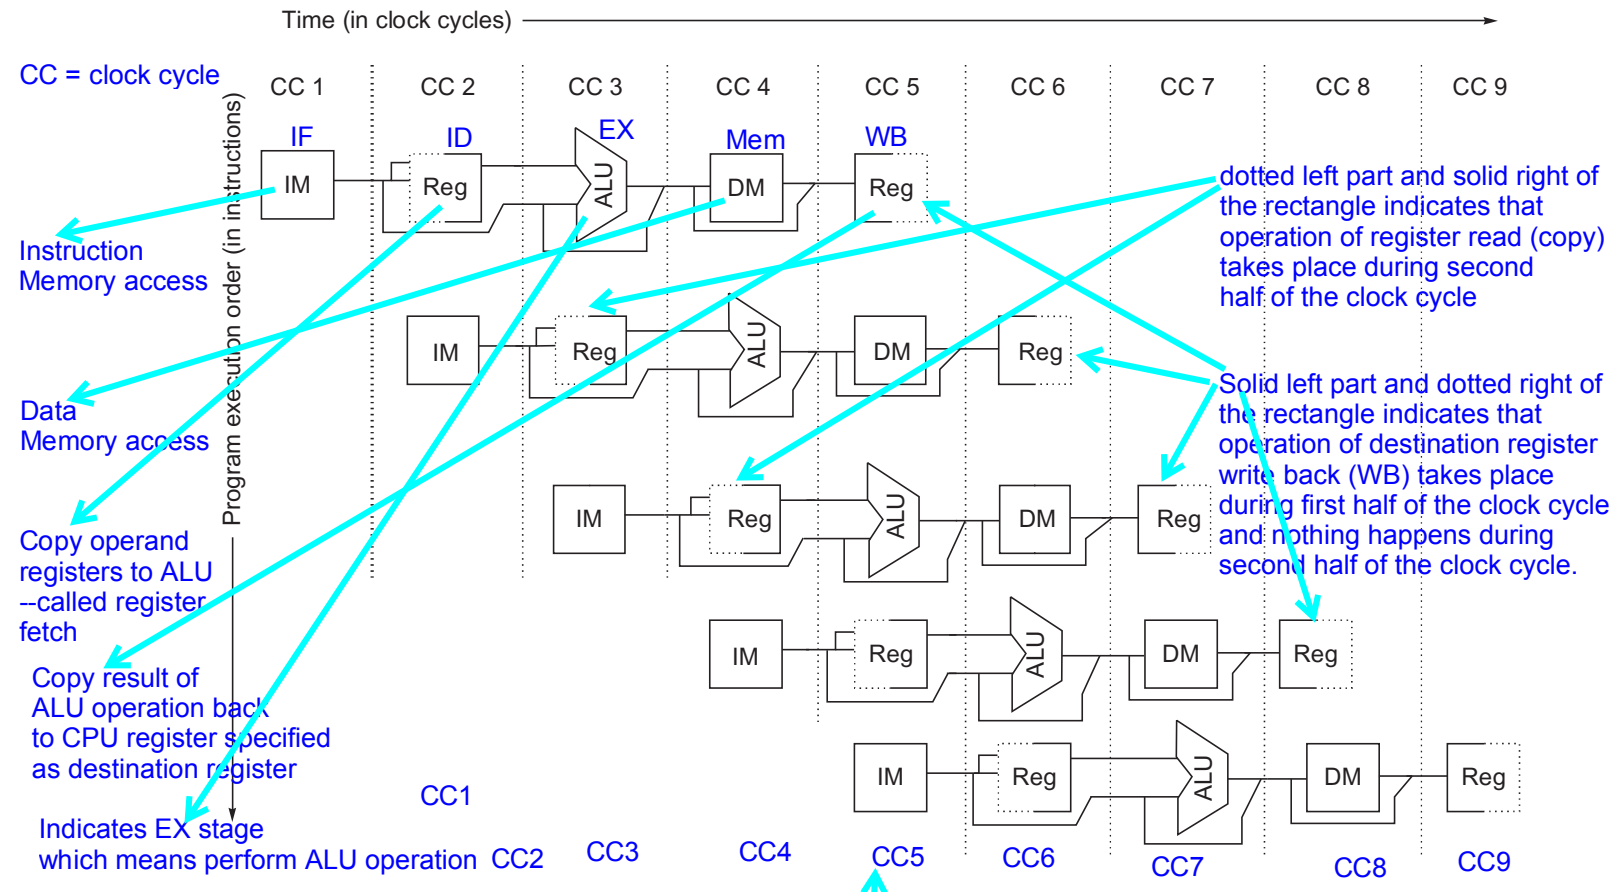 Time (in clock cycles)
CC = clock cycle
CC 1
CC 2
CC 3
CC 4
CC 5
CC 6
CC 7
CC 8
CC 9
Program execution order (in instructions)
IF
ID
EX
Mem
WB
IM
Reg
ALU
DM
Reg
dotted left part and solid right of
the rectangle indicates that
operation of register read (copy)
takes place during second
half of the clock cycle
Instruction
Memory access
IM
Reg
ALU
DM
Reg
Solid left part and dotted right of
the rectangle indicates that
operation of destination register
write back (WB) takes place
during first half of the clock cycle
and nothing happens during
second half of the clock cycle.
Data
Memory access
IM
Reg
ALU
DM
Reg
Copy operand
registers to ALU
--called register
fetch
IM
Reg
ALU
DM
Reg
Copy result of
ALU operation back
to CPU register specified
as destination register
IM
Reg
ALU
DM
Reg
Indicates EX stage
which means perform ALU operation
CC1
CC2
CC3
CC4
CC5
CC6
CC7
CC8
CC9